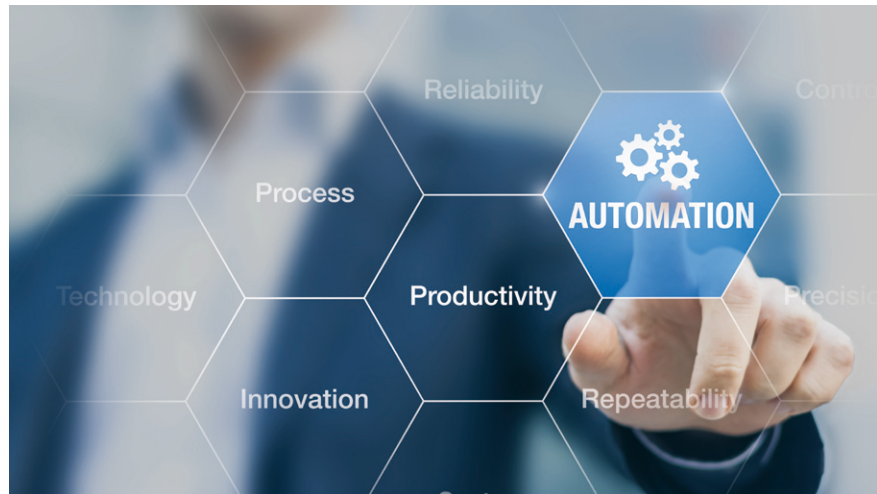 Reliability
Process
AUTOMATION
Technology
Productivity
Innovation
Repeatability